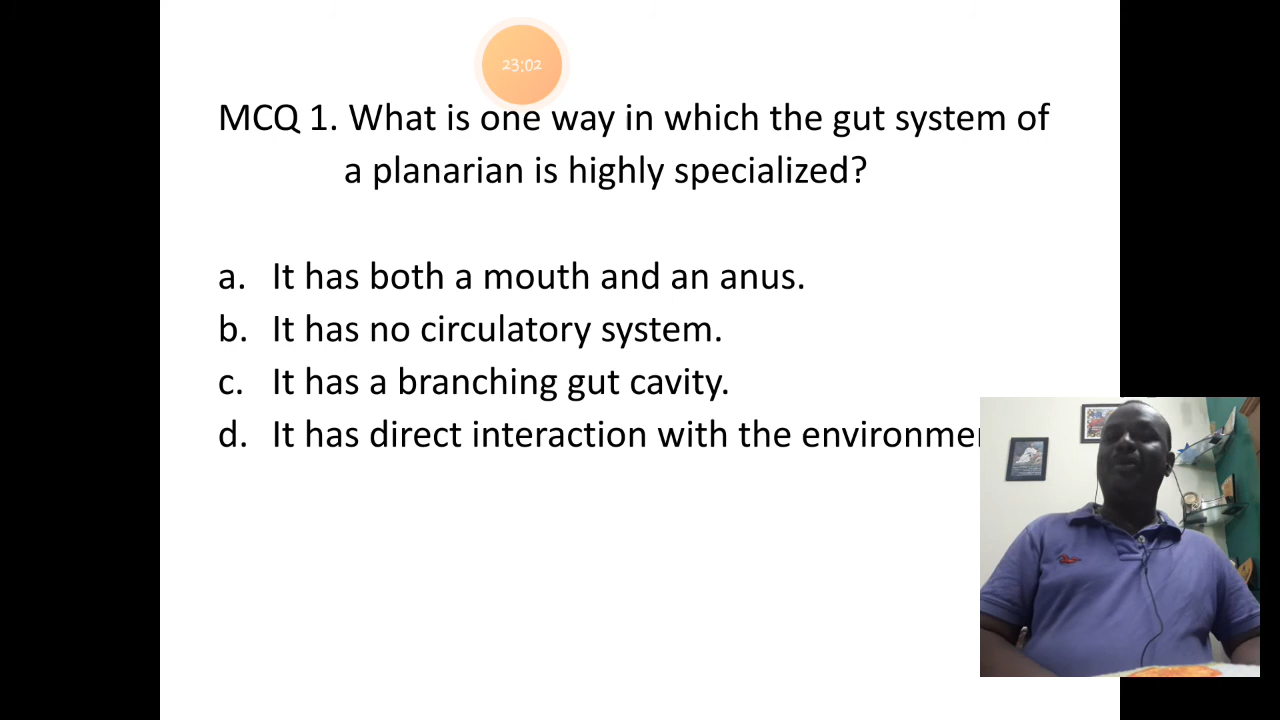 23:02
MCQ 1. What is one way in which the gut system of
a planarian is highly specialized?
a. It has both a mouth and an anus.
b. It has no circulatory system.
c. It has a branching gut cavity.
d. It has direct interaction with the